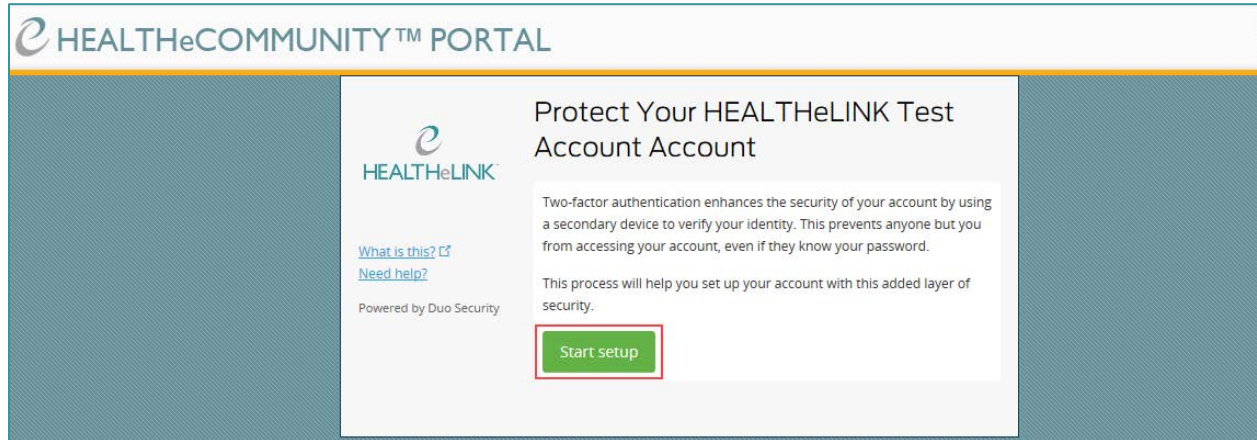 HEALTHeCOMMUNITY™ PORTAL
HEALTHeLINK
What is this?
Need help?
Powered by Duo Security
Protect Your HEALTHeLINK Test
Account Account
Two-factor authentication enhances the security of your account by using
a secondary device to verify your identity. This prevents anyone but you
from accessing your account, even if they know your password.
This process will help you set up your account with this added layer of
security.
Start setup